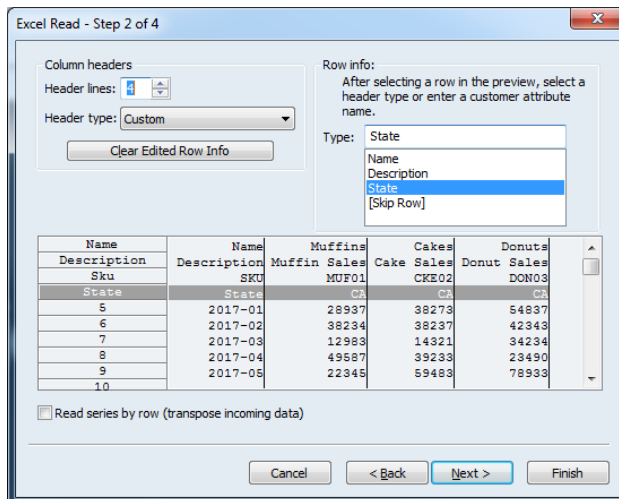 Excel Read - Step 2 of 4
Column headers
Header lines: 4
Header type: Custom
Clear Edited Row Info
Row info:
After selecting a row in the preview, select a
header type or enter a customer attribute
name.
Type: State
Name
Description
State
[Skip Row]
Name Name Muffins Cakes Donuts
Description Description Muffin Sales Cake Sales Donut Sales
Sku SKU MUF01 CKE02 DON03
State State CA CA CA
5 2017-01 28937 38273 54837
6 2017-02 38234 38237 42343
7 2017-03 12983 14321 34234
8 2017-04 49587 39233 23490
9 2017-05 22345 59483 78933
10
Read series by row (transpose incoming data)
Cancel < Back Next > Finish